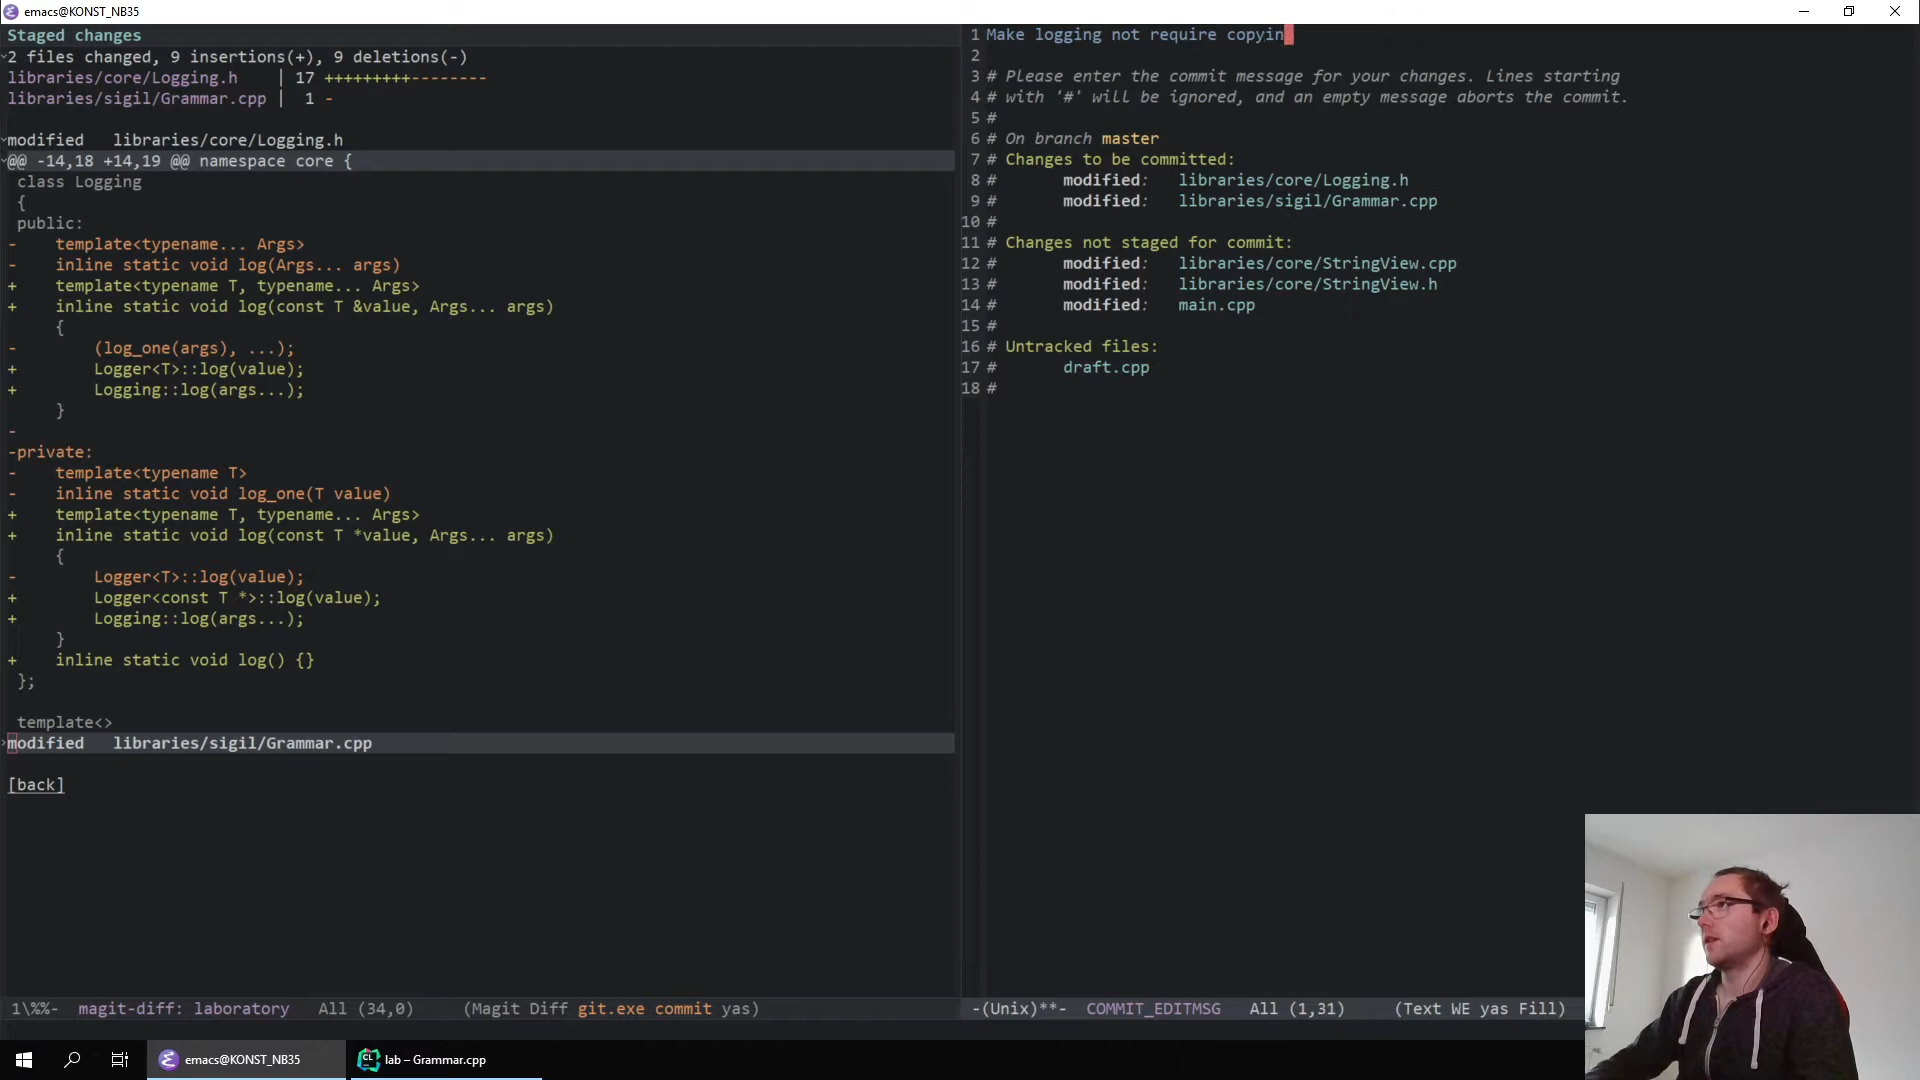 emacs@KONST_NB35
Staged changes
2 files changed, 9 insertions(+), 9 deletions(-)
libraries/core/Logging.h | 17 +++++++++--------
libraries/sigil/Grammar.cpp | 1 -
modified libraries/core/Logging.h
@@ -14,18 +14,19 @@ namespace core {
class Logging
{
public:
- template<typename... Args>
- inline static void log(Args... args)
+ template<typename T, typename... Args>
+ inline static void log(const T &value, Args... args)
{
- (log_one(args), ...);
+ Logger<T>::log(value);
+ Logging::log(args...);
}
-
-private:
- template<typename T>
- inline static void log_one(T value)
+ template<typename T, typename... Args>
+ inline static void log(const T *value, Args... args)
{
- Logger<T>::log(value);
+ Logger<const T *>::log(value);
+ Logging::log(args...);
}
+ inline static void log() {}
};
template<>
modified libraries/sigil/Grammar.cpp
[back]
1\%%- magit-diff: laboratory All (34,0) (Magit Diff git.exe commit yas)
1 Make logging not require copyin
2
3 # Please enter the commit message for your changes. Lines starting
4 # with '#' will be ignored, and an empty message aborts the commit.
5 #
6 # On branch master
7 # Changes to be committed:
8 # modified: libraries/core/Logging.h
9 # modified: libraries/sigil/Grammar.cpp
10 #
11 # Changes not staged for commit:
12 # modified: libraries/core/StringView.cpp
13 # modified: libraries/core/StringView.h
14 # modified: main.cpp
15 #
16 # Untracked files:
17 # draft.cpp
18 #
-(Unix)**- COMMIT_EDITMSG All (1,31) (Text WE yas Fill)
emacs@KONST_NB35
CL
lab – Grammar.cpp